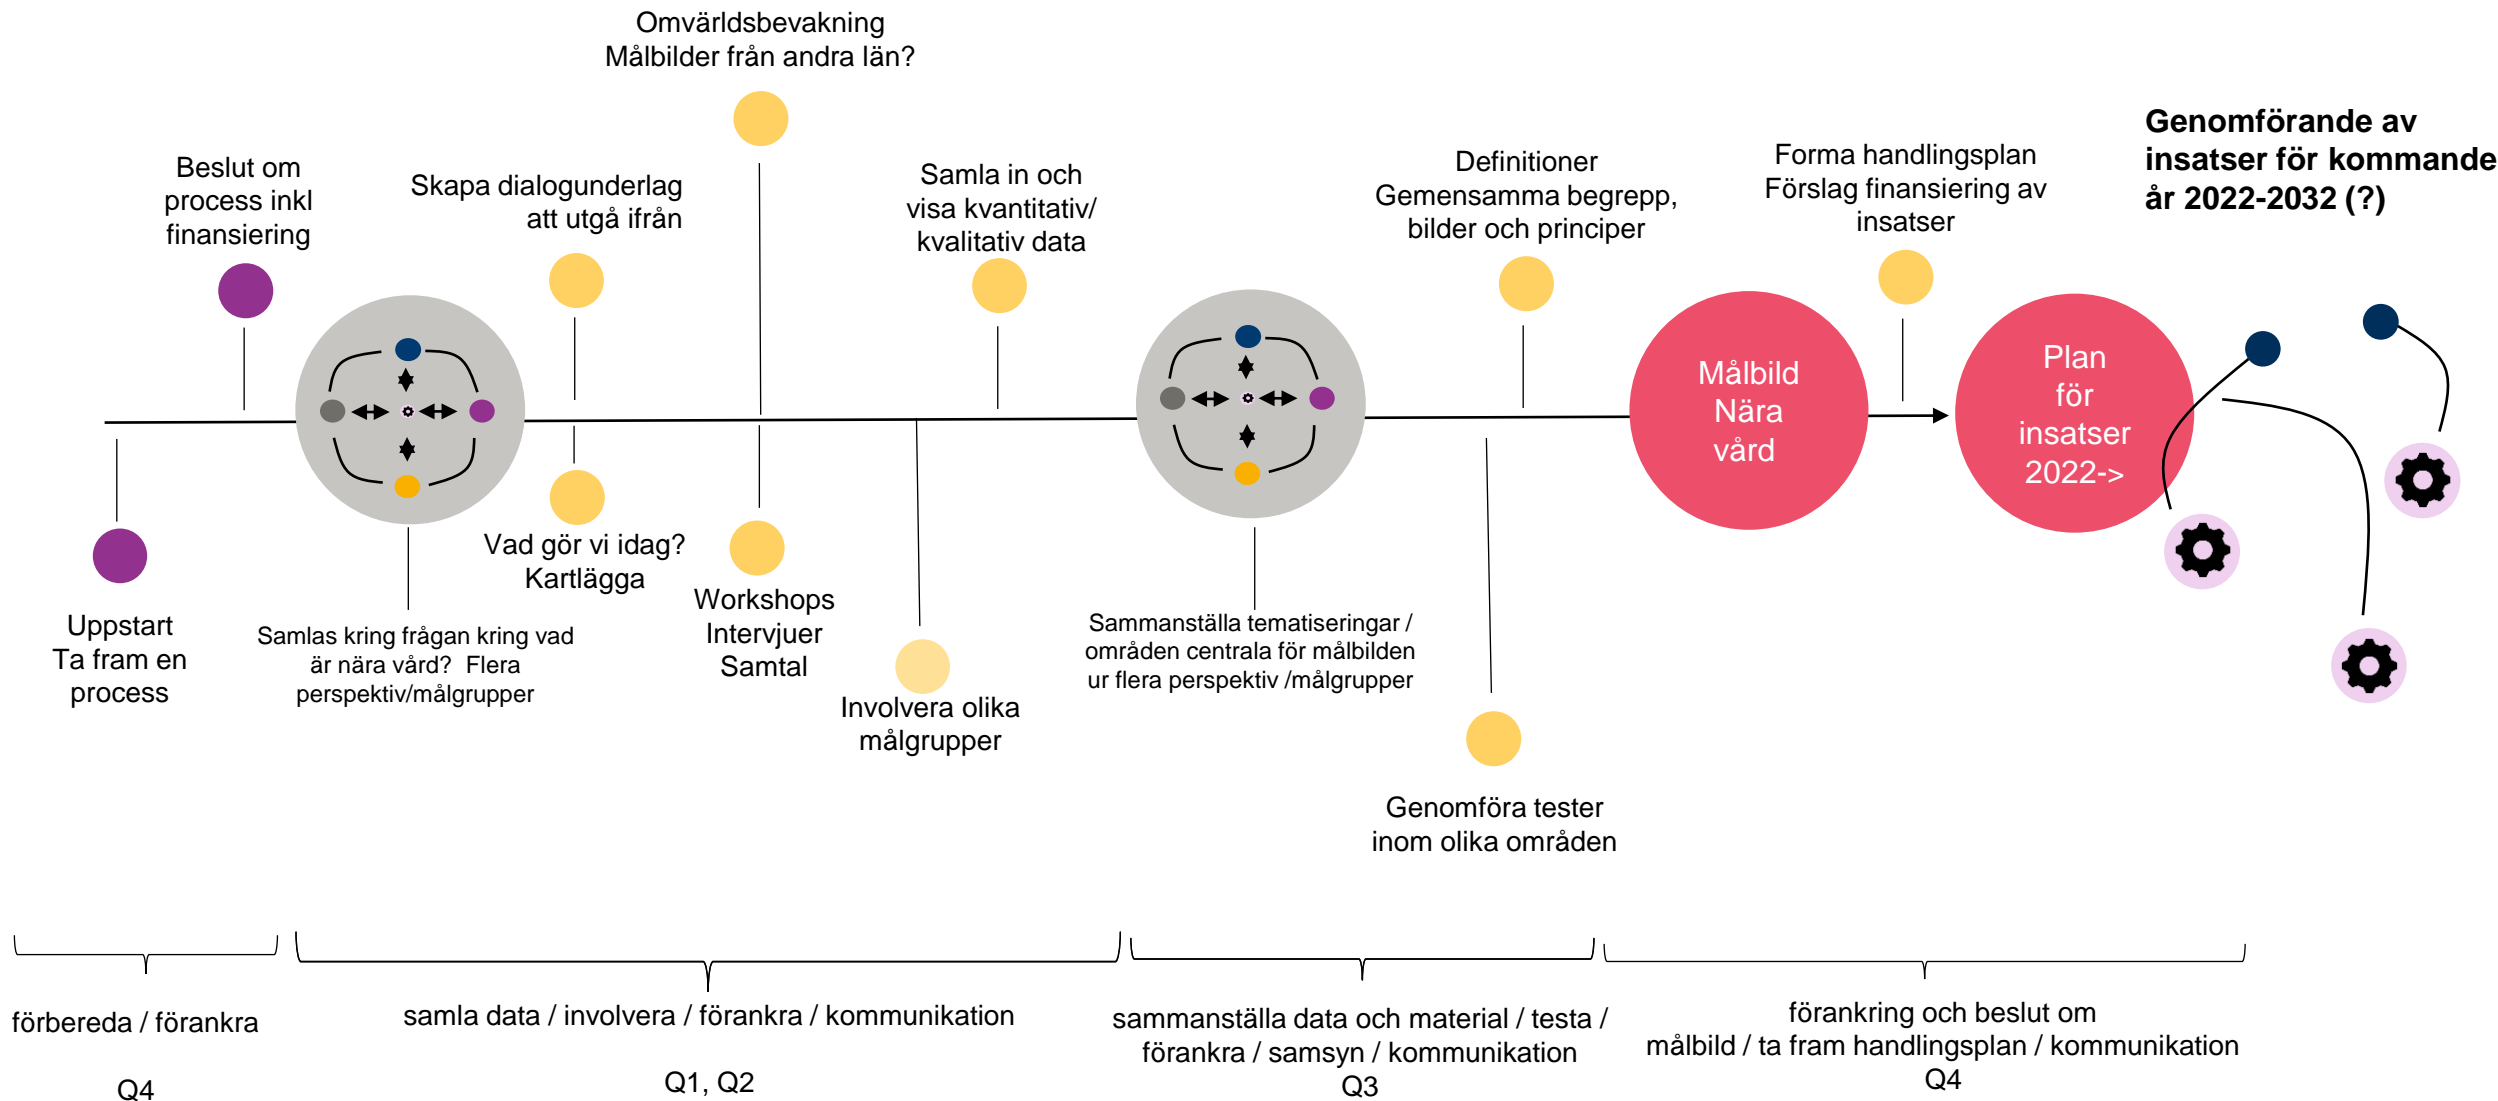 Omvärldsbevakning
Målbilder från andra län?
Beslut om
process inkl
finansiering
Skapa dialogunderlag
att utgå ifrån
Samla in och
visa kvantitativ/
kvalitativ data
Definitioner
Gemensamma begrepp,
bilder och principer
Forma handlingsplan
Förslag finansiering av
insatser
Genomförande av
insatser för kommande
år 2022-2032 (?)
Målbild
Nära
vård
Plan
för
insatser
2022->
Uppstart
Ta fram en
process
Samlas kring frågan kring vad
är nära vård? Flera
perspektiv/målgrupper
Vad gör vi idag?
Kartlägga
Workshops
Intervjuer
Samtal
Involvera olika
målgrupper
Sammanställa tematiseringar /
områden centrala för målbilden
ur flera perspektiv /målgrupper
Genomföra tester
inom olika områden
förbereda / förankra
Q4
samla data / involvera / förankra / kommunikation
Q1, Q2
sammanställa data och material / testa /
förankra / samsyn / kommunikation
Q3
förankring och beslut om
målbild / ta fram handlingsplan / kommunikation
Q4